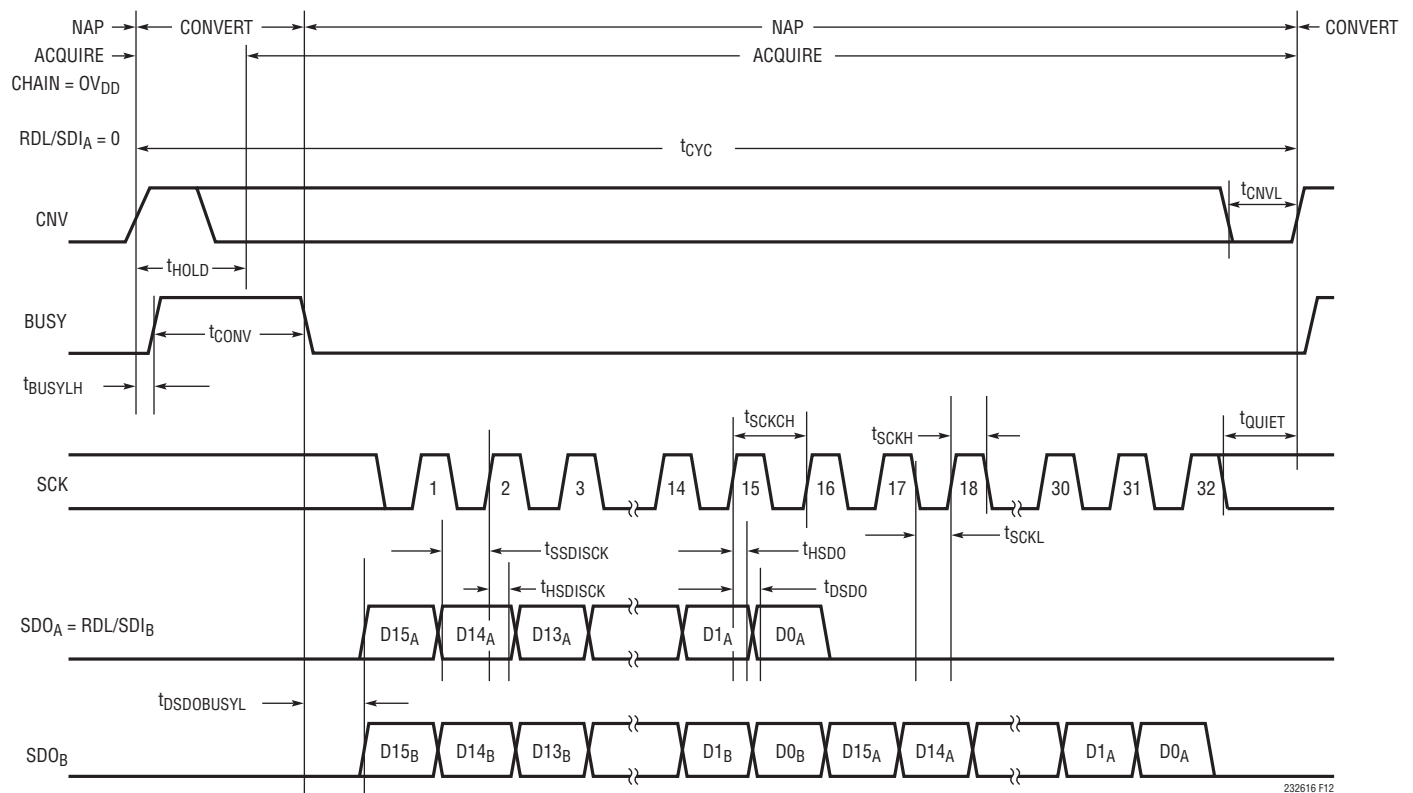 NAP CONVERT NAP CONVERT
ACQUIRE ACQUIRE
CHAIN = OVDD
RDL/SDIA = 0
tCYC
CNV
tCNVL
tHOLD
BUSY
tCONV
tBUSYLH
tSCKCH
tSCKH
tQUIET
SCK
1 2 3 14 15 16 17 18 30 31 32
tSSDISCK
tHSDO
tSCKL
tHSDISCK
tDSDO
SDOA = RDL/SDIB
D15A D14A D13A D1A D0A
tDSDOBUSYL
SDOB
D15B D14B D13B D1B D0B D15A D14A D1A D0A
232616 F12